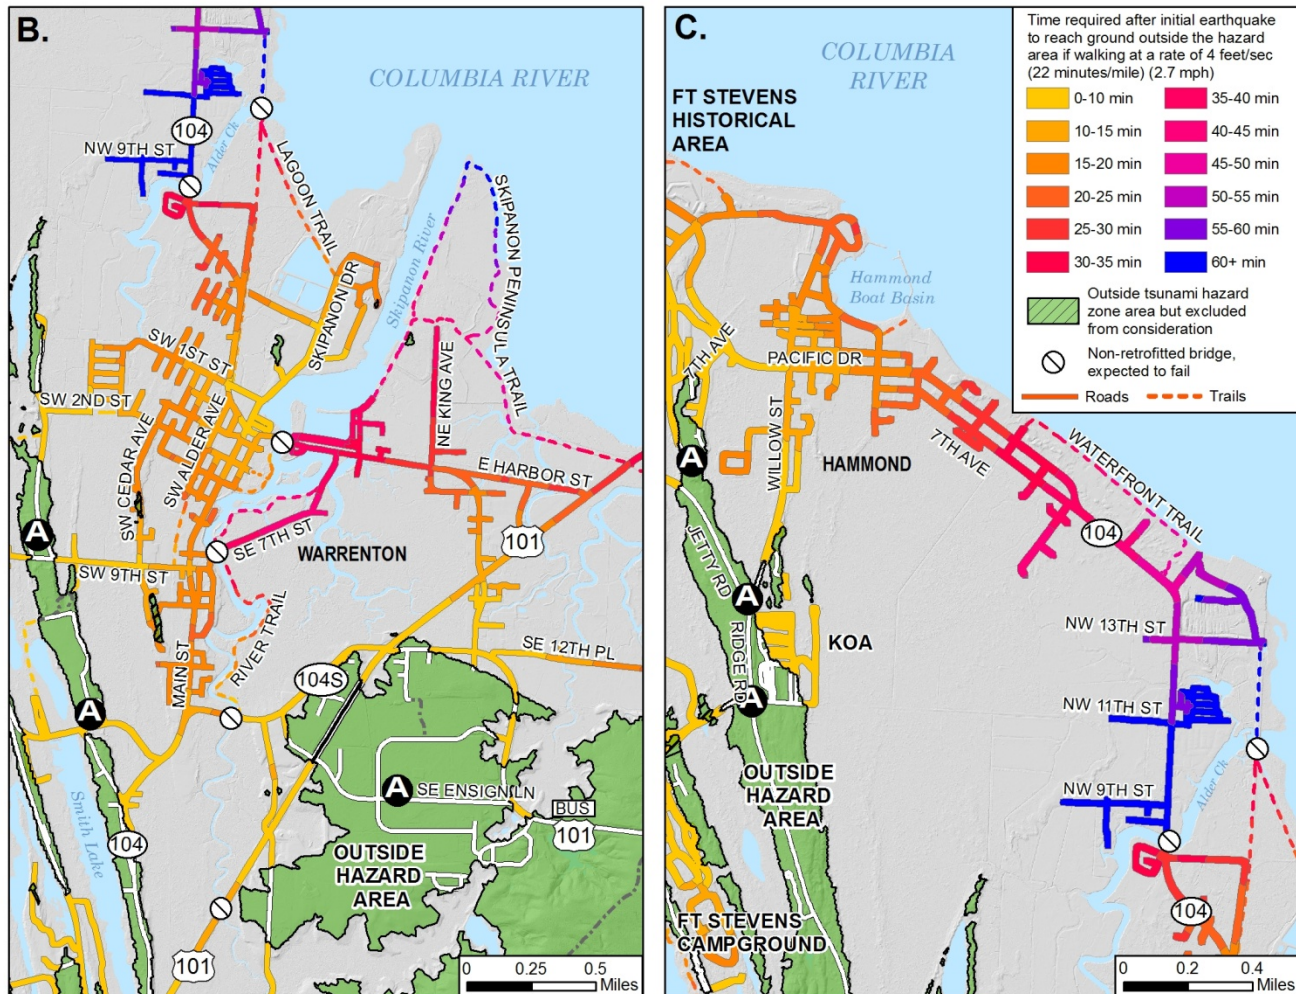 B.
COLUMBIA RIVER
104
Alder Ck
NW 9TH ST
LAGOON TRAIL
SKIPANON DR
Skipanon River
SKIPANON PENINSULA TRAIL
SW 1ST ST
SW 2ND ST
SW CEDAR AVE
SW ALDER AVE
NE KING AVE
E HARBOR ST
101
A
SE 7TH ST
WARRENTON
SW 9TH ST
RIVER TRAIL
MAIN ST
SE 12TH PL
104S
A
A
SE ENSIGN LN
BUS
101
Smith Lake
104
OUTSIDE
HAZARD
AREA
101
0 0.25 0.5
Miles
C.
COLUMBIA
RIVER
FT STEVENS
HISTORICAL
AREA
Hammond
Boat Basin
7TH AVE
PACIFIC DR
WILLOW ST
A
HAMMOND
7TH AVE
WATERFRONT TRAIL
104
JETTY RD
A
RIDGE RD
KOA
A
NW 13TH ST
NW 11TH ST
OUTSIDE
HAZARD
AREA
NW 9TH ST
Alder Ck
104
FT STEVENS
CAMPGROUND
0 0.2 0.4
Miles
Time required after initial earthquake
to reach ground outside the hazard
area if walking at a rate of 4 feet/sec
(22 minutes/mile) (2.7 mph)
0-10 min
10-15 min
15-20 min
20-25 min
25-30 min
30-35 min
35-40 min
40-45 min
45-50 min
50-55 min
55-60 min
60+ min
Outside tsunami hazard
zone area but excluded
from consideration
Non-retrofitted bridge,
expected to fail
Roads
Trails